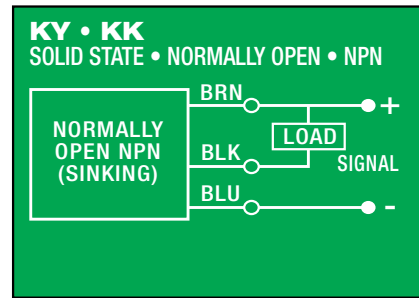 KY • KK
SOLID STATE • NORMALLY OPEN • NPN
BRN
+
NORMALLY
OPEN NPN
(SINKING)
LOAD
BLK
SIGNAL
BLU
-